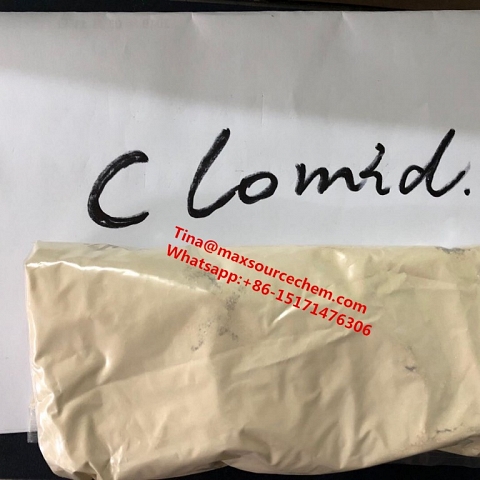 Clomid.
Tina@maxsourcechem.com
Whatsapp:+86-15171476306